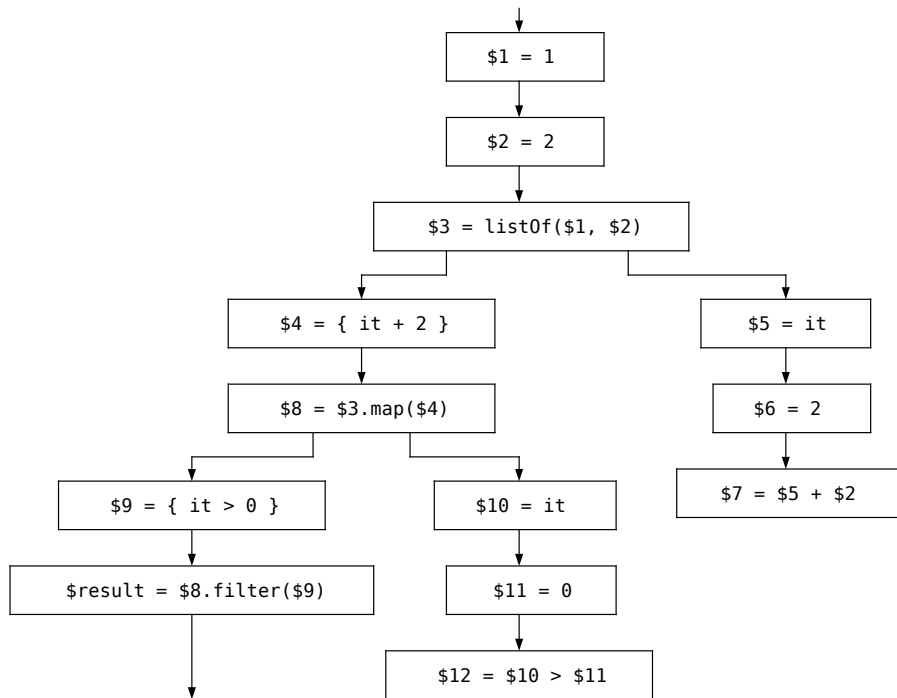 $1 = 1
$2 = 2
$3 = listOf($1, $2)
$4 = { it + 2 }
$5 = it
$8 = $3.map($4)
$6 = 2
$9 = { it > 0 }
$10 = it
$7 = $5 + $2
$result = $8.filter($9)
$11 = 0
$12 = $10 > $11